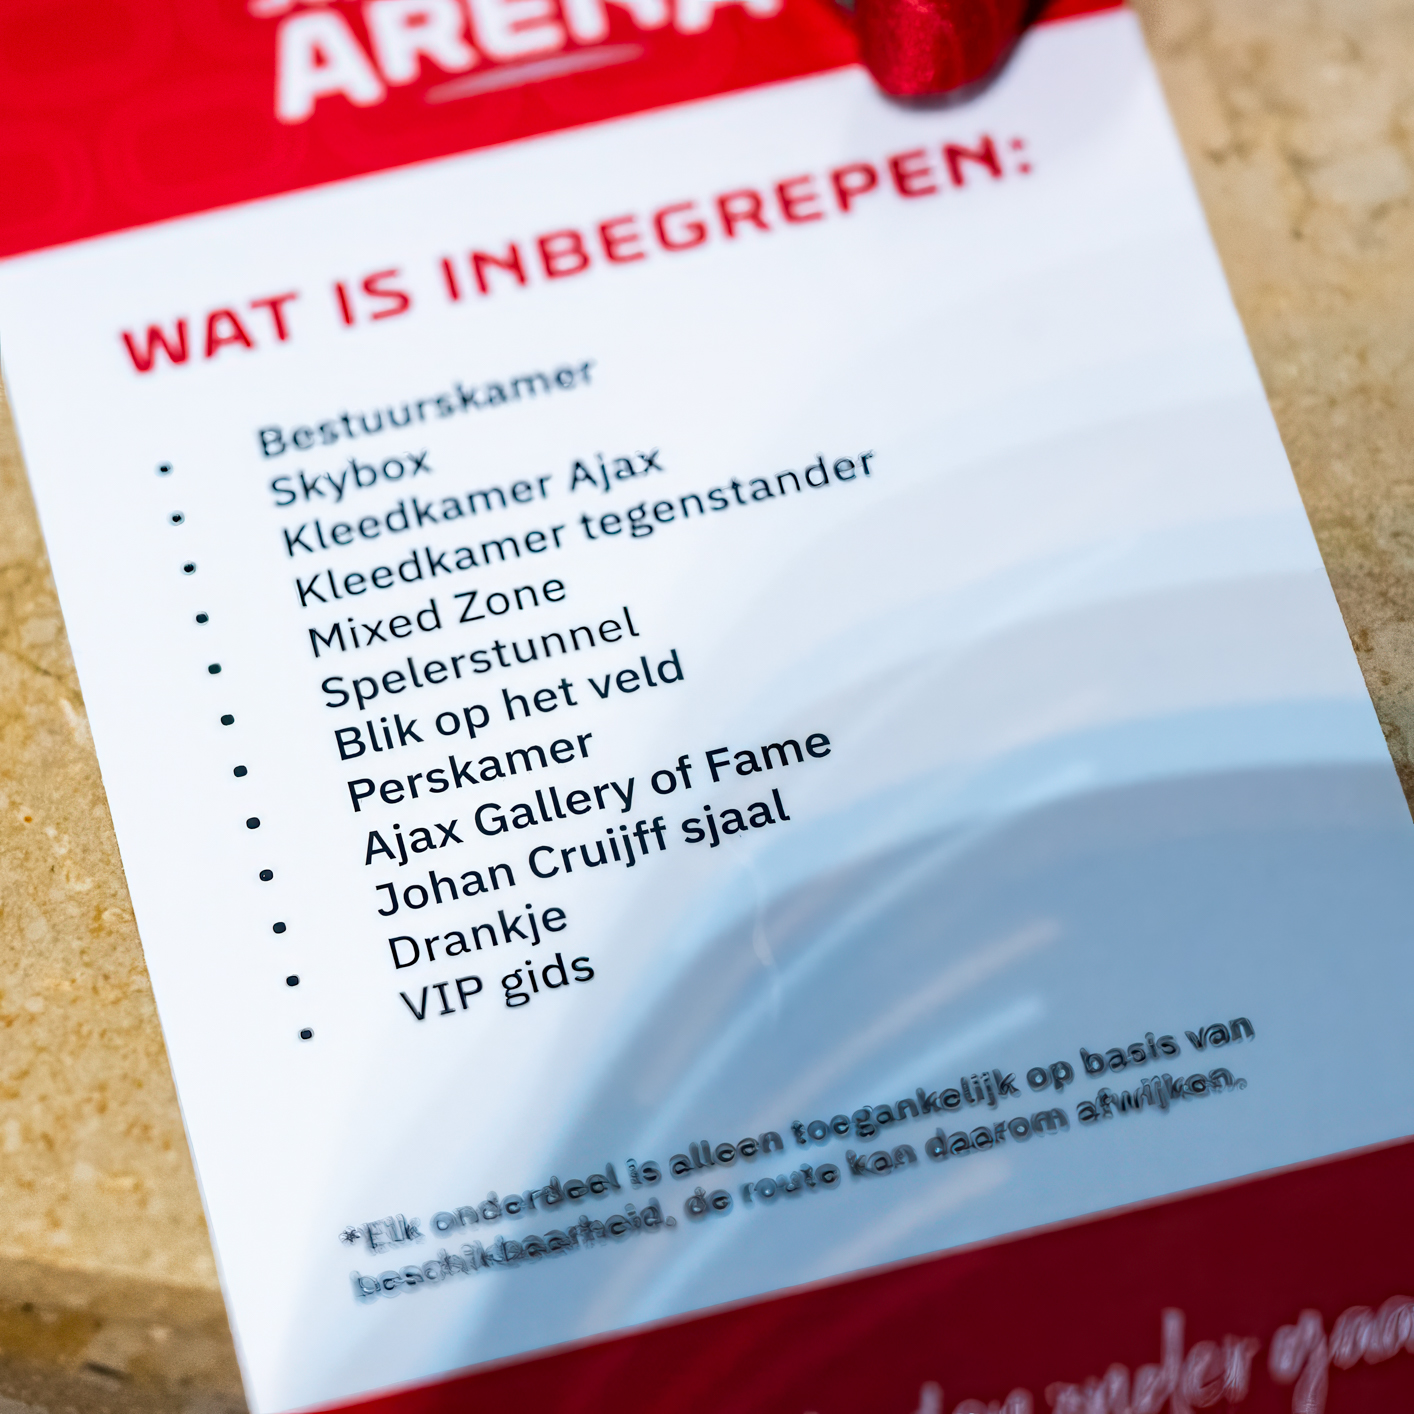 ARENA
WAT IS INBEGREPEN:
• Bestuurskamer
• Skybox
• Kleedkamer Ajax
• Kleedkamer tegenstander
• Mixed Zone
• Spelerstunnel
• Blik op het veld
• Perskamer
• Ajax Gallery of Fame
• Johan Cruijff sjaal
• Drankje
• VIP gids
*Elk onderdeel is alleen toegankelijk op basis van
beschikbaarheid, de route kan daarom afwijken.